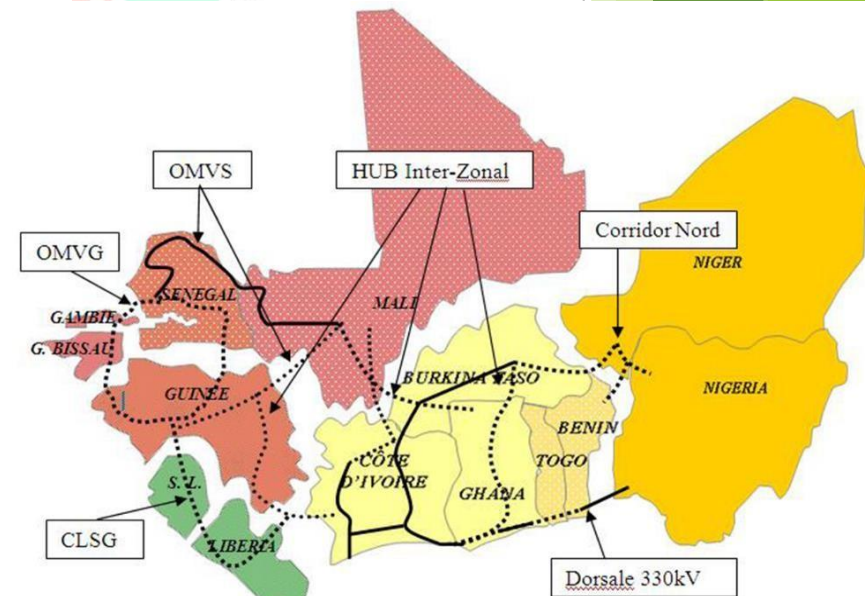 OMVS
HUB Inter-Zonal
Corridor Nord
OMVG
NIGER
SENEGAL
MALI
GAMBIE
G. BISSAU
GUINEE
BURKINA FASO
NIGERIA
BENIN
CÔTE
D'IVOIRE
TOGO
GHANA
S. L.
CLSG
LIBERIA
Dorsale 330kV